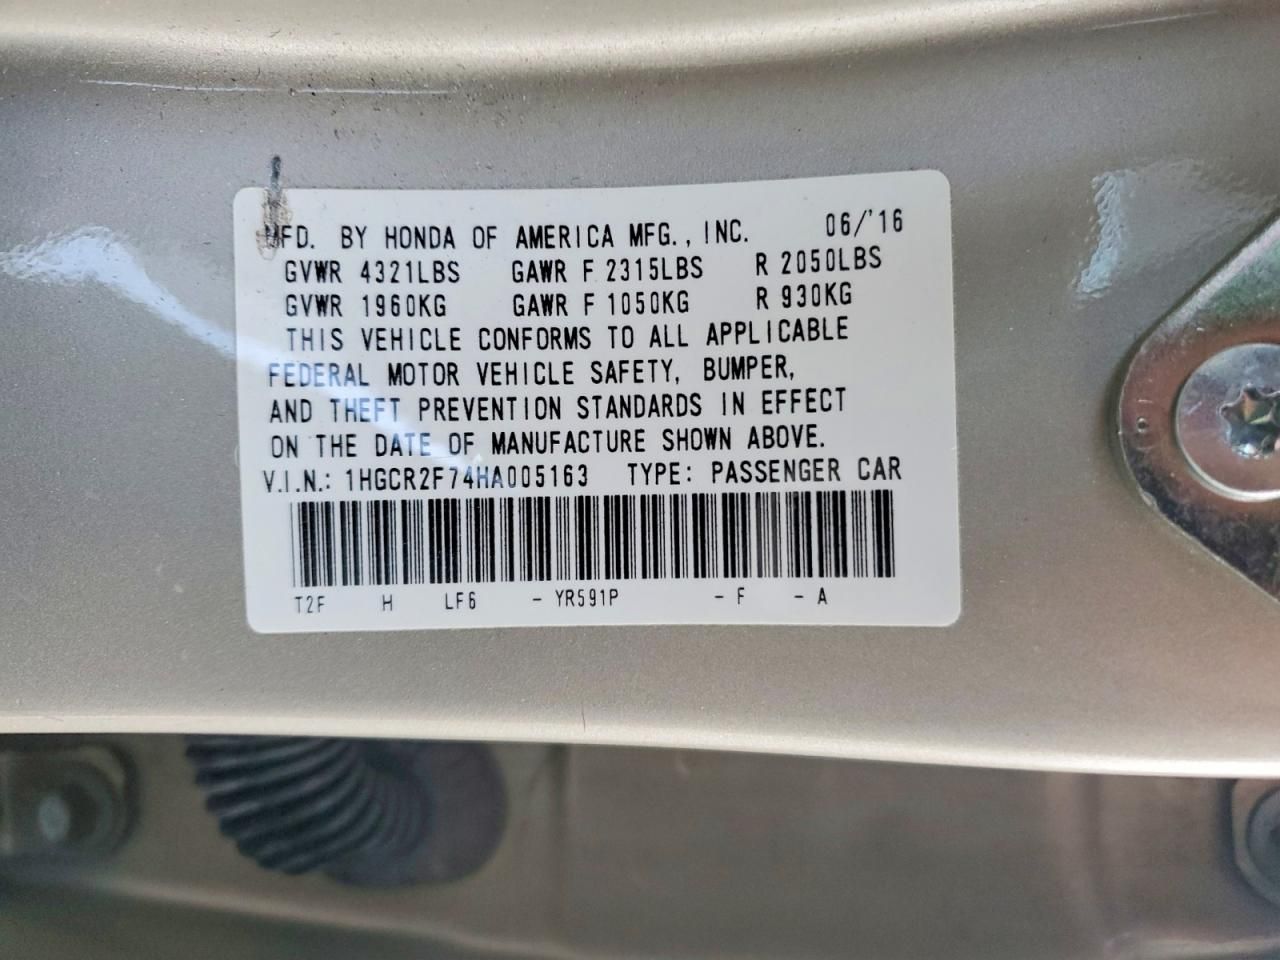 MFD. BY HONDA OF AMERICA MFG., INC. 06/'16
GVWR 4321LBS GAWR F 2315LBS R 2050LBS
GVWR 1960KG GAWR F 1050KG R 930KG
THIS VEHICLE CONFORMS TO ALL APPLICABLE
FEDERAL MOTOR VEHICLE SAFETY, BUMPER,
AND THEFT PREVENTION STANDARDS IN EFFECT
ON THE DATE OF MANUFACTURE SHOWN ABOVE.
V.I.N.: 1HGCR2F74HA005163 TYPE: PASSENGER CAR
T2F H LF6 - YR591P - F - A